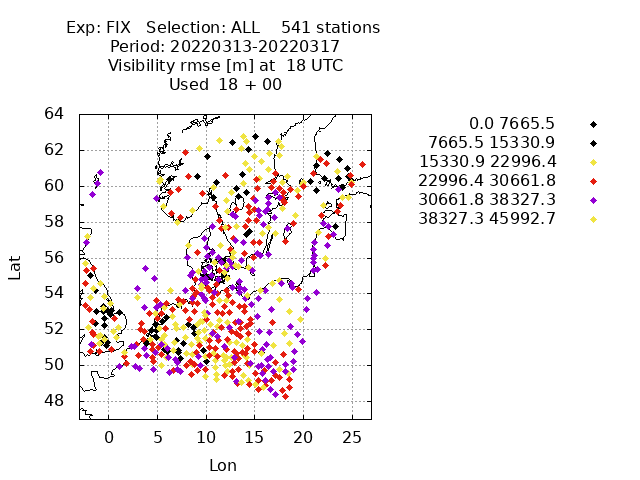 Exp: FIX   Selection: ALL    541 stations
Period: 20220313-20220317
Visibility rmse [m] at  18 UTC
Used  18 + 00
64
62
60
58
56
54
52
50
48
Lat
0 5 10 15 20 25
Lon
0.0 7665.5
7665.5 15330.9
15330.9 22996.4
22996.4 30661.8
30661.8 38327.3
38327.3 45992.7